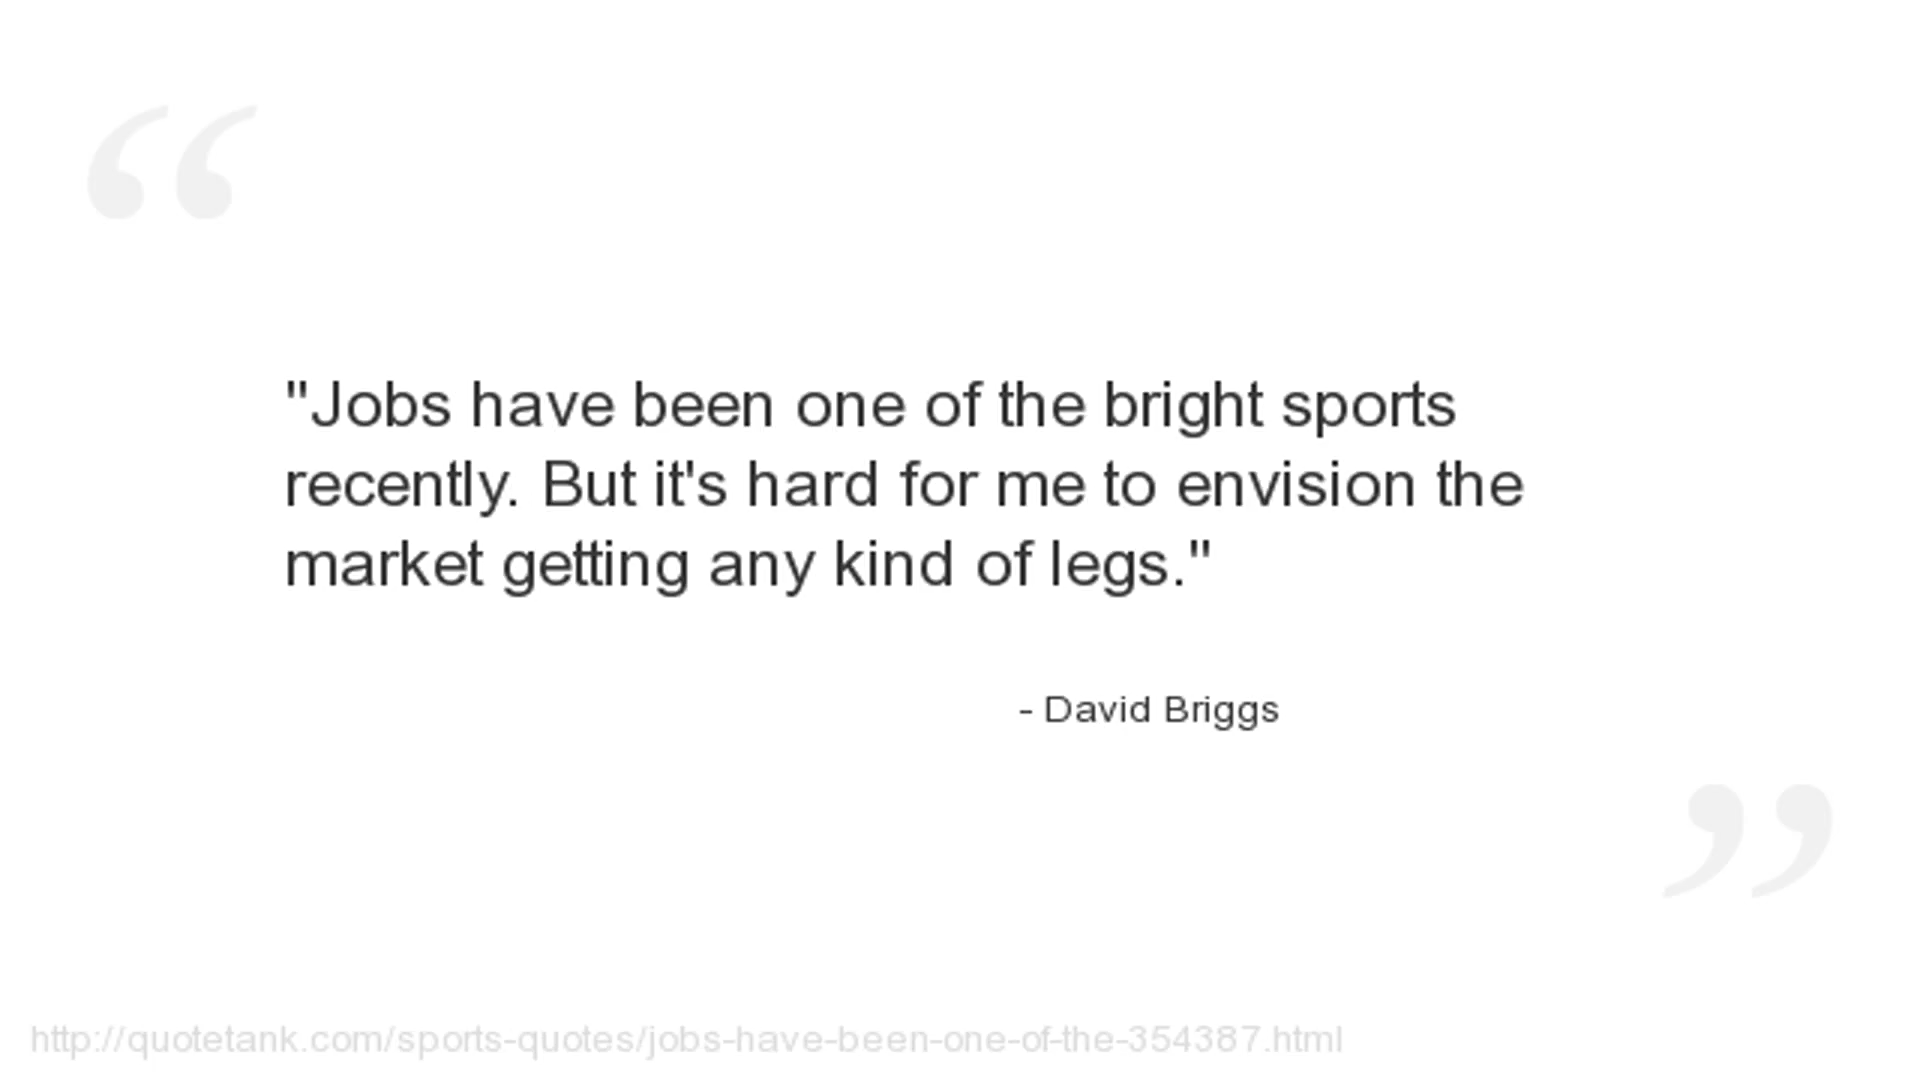 "Jobs have been one of the bright sports
recently. But it's hard for me to envision the
market getting any kind of legs."
- David Briggs
http://quotetank.com/sports-quotes/jobs-have-been-one-of-the-354387.html